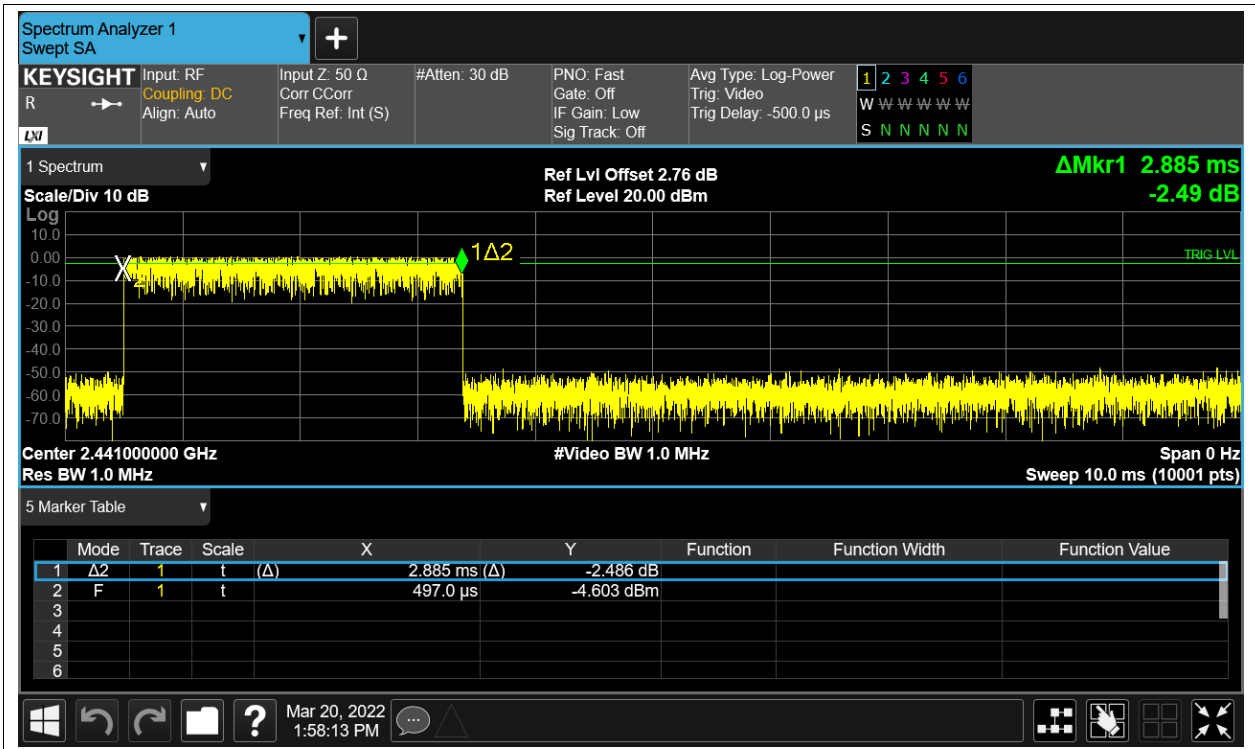 Spectrum Analyzer 1
Swept SA
KEYSIGHT Input: RF Input Z: 50 Ω #Atten: 30 dB PNO: Fast Avg Type: Log-Power 1 2 3 4 5 6
R Coupling: DC Corr CCorr Gate: Off Trig: Video
Align: Auto Freq Ref: Int (S) IF Gain: Low Trig Delay: -500.0 µs W W W W W W
LXI Sig Track: Off S N N N N N
1 Spectrum Ref Lvl Offset 2.76 dB ΔMkr1 2.885 ms
Scale/Div 10 dB Ref Level 20.00 dBm -2.49 dB
Log
10.0
0.00 1Δ2 TRIG LVL
-10.0 2
-20.0
-30.0
-40.0
-50.0
-60.0
-70.0
Center 2.441000000 GHz #Video BW 1.0 MHz Span 0 Hz
Res BW 1.0 MHz Sweep 10.0 ms (10001 pts)
5 Marker Table
Mode Trace Scale X Y Function Function Width Function Value
1 Δ2 1 t (Δ) 2.885 ms (Δ) -2.486 dB
2 F 1 t 497.0 µs -4.603 dBm
3
4
5
6
? Mar 20, 2022
1:58:13 PM